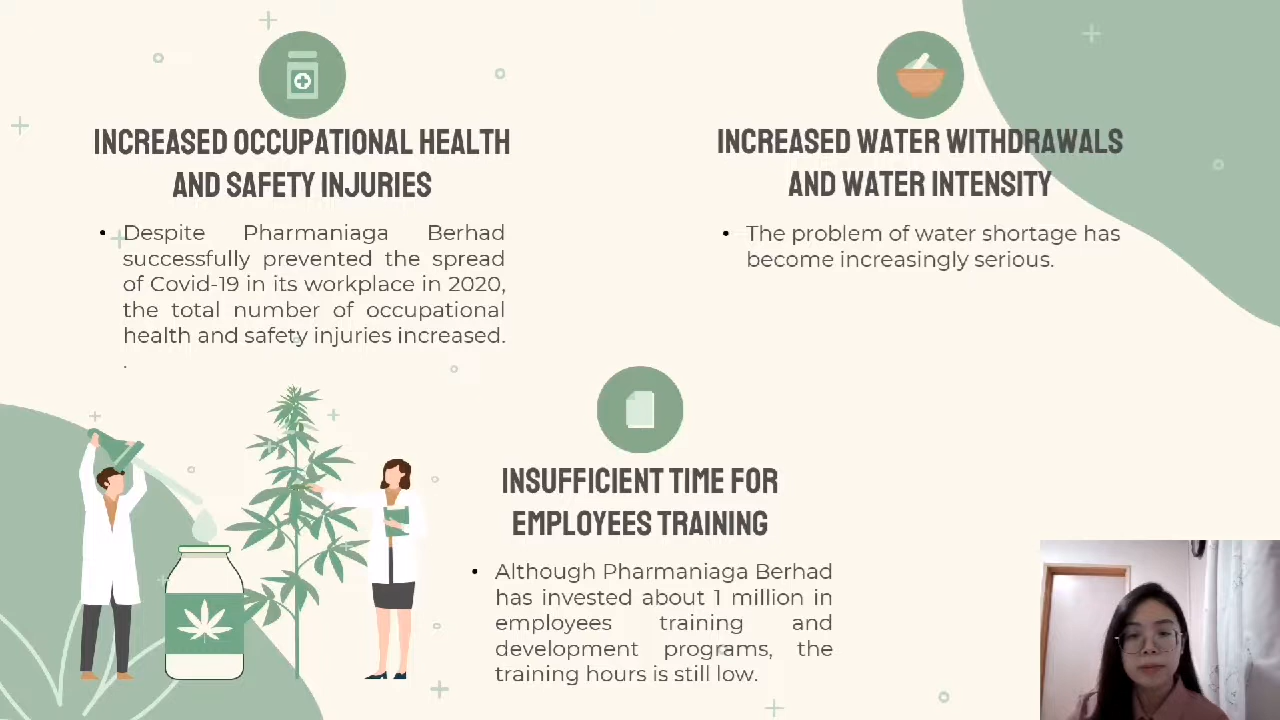 INCREASED OCCUPATIONAL HEALTH
AND SAFETY INJURIES
• Despite Pharmaniaga Berhad
successfully prevented the spread
of Covid-19 in its workplace in 2020,
the total number of occupational
health and safety injuries increased.
.
INCREASED WATER WITHDRAWALS
AND WATER INTENSITY
• The problem of water shortage has
become increasingly serious.
INSUFFICIENT TIME FOR
EMPLOYEES TRAINING
• Although Pharmaniaga Berhad
has invested about 1 million in
employees training and
development programs, the
training hours is still low.